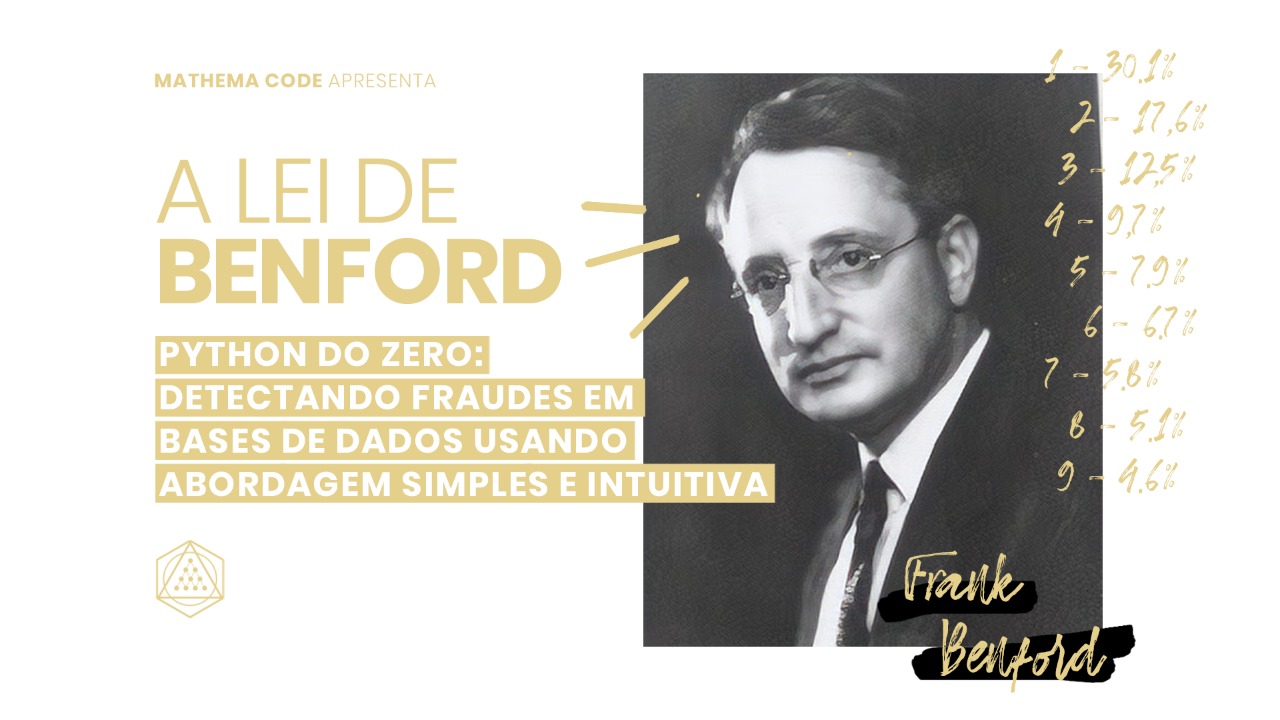 MATHEMA CODE APRESENTA
A LEI DE
BENFORD
PYTHON DO ZERO:
DETECTANDO FRAUDES EM
BASES DE DADOS USANDO
ABORDAGEM SIMPLES E INTUITIVA
1 - 30.1%
2 - 17,6%
3 - 12,5%
4 - 9,7%
5 - 7.9%
6 - 6,7%
7 - 5.8%
8 - 5.1%
9 - 4.6%
Frank
Benford